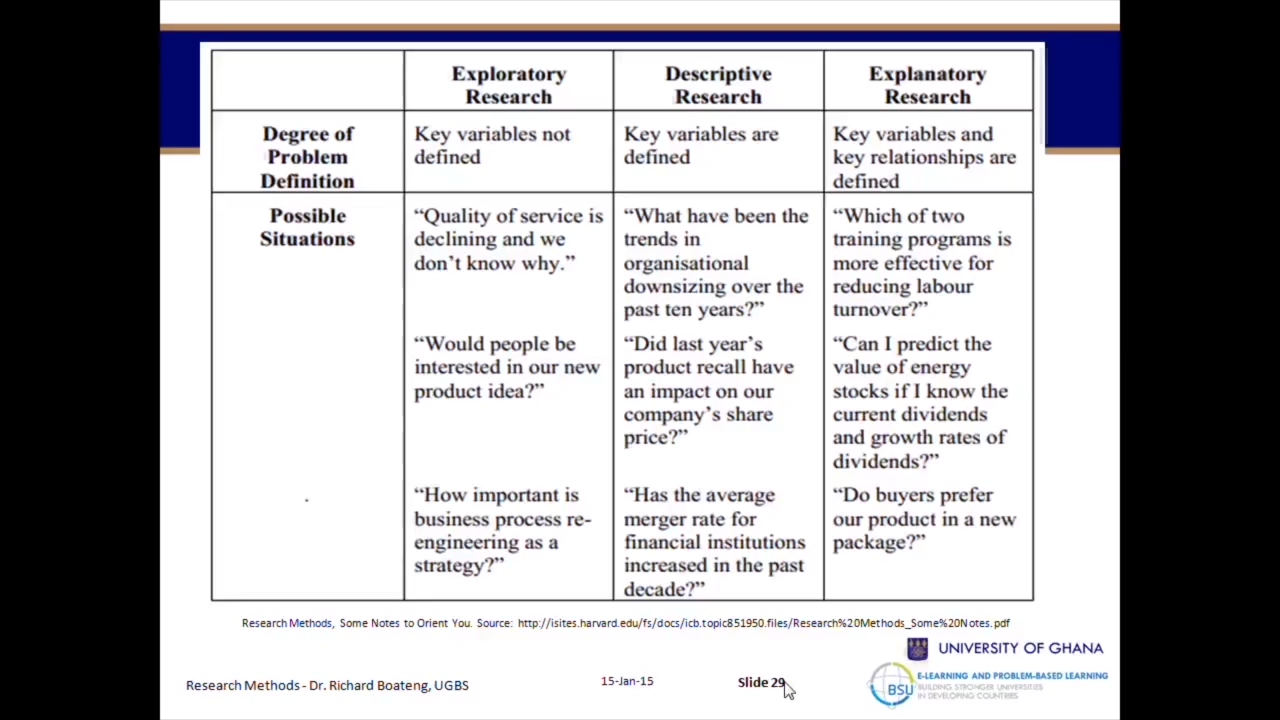 Exploratory
Research
Descriptive
Research
Explanatory
Research
Degree of
Problem
Definition
Key variables not
defined
Key variables are
defined
Key variables and
key relationships are
defined
Possible
Situations
“Quality of service is
declining and we
don’t know why.”
“What have been the
trends in
organisational
downsizing over the
past ten years?”
“Which of two
training programs is
more effective for
reducing labour
turnover?”
“Would people be
interested in our new
product idea?”
“Did last year’s
product recall have
an impact on our
company’s share
price?”
“Can I predict the
value of energy
stocks if I know the
current dividends
and growth rates of
dividends?”
“How important is
business process re-
engineering as a
strategy?”
“Has the average
merger rate for
financial institutions
increased in the past
decade?”
“Do buyers prefer
our product in a new
package?”
Research Methods, Some Notes to Orient You. Source: http://isites.harvard.edu/fs/docs/icb.topic851950.files/Research%20Methods_Some%20Notes.pdf
UNIVERSITY OF GHANA
Research Methods - Dr. Richard Boateng, UGBS
15-Jan-15
Slide 29
BSU
E-LEARNING AND PROBLEM-BASED LEARNING
BUILDING STRONGER UNIVERSITIES
IN DEVELOPING COUNTRIES